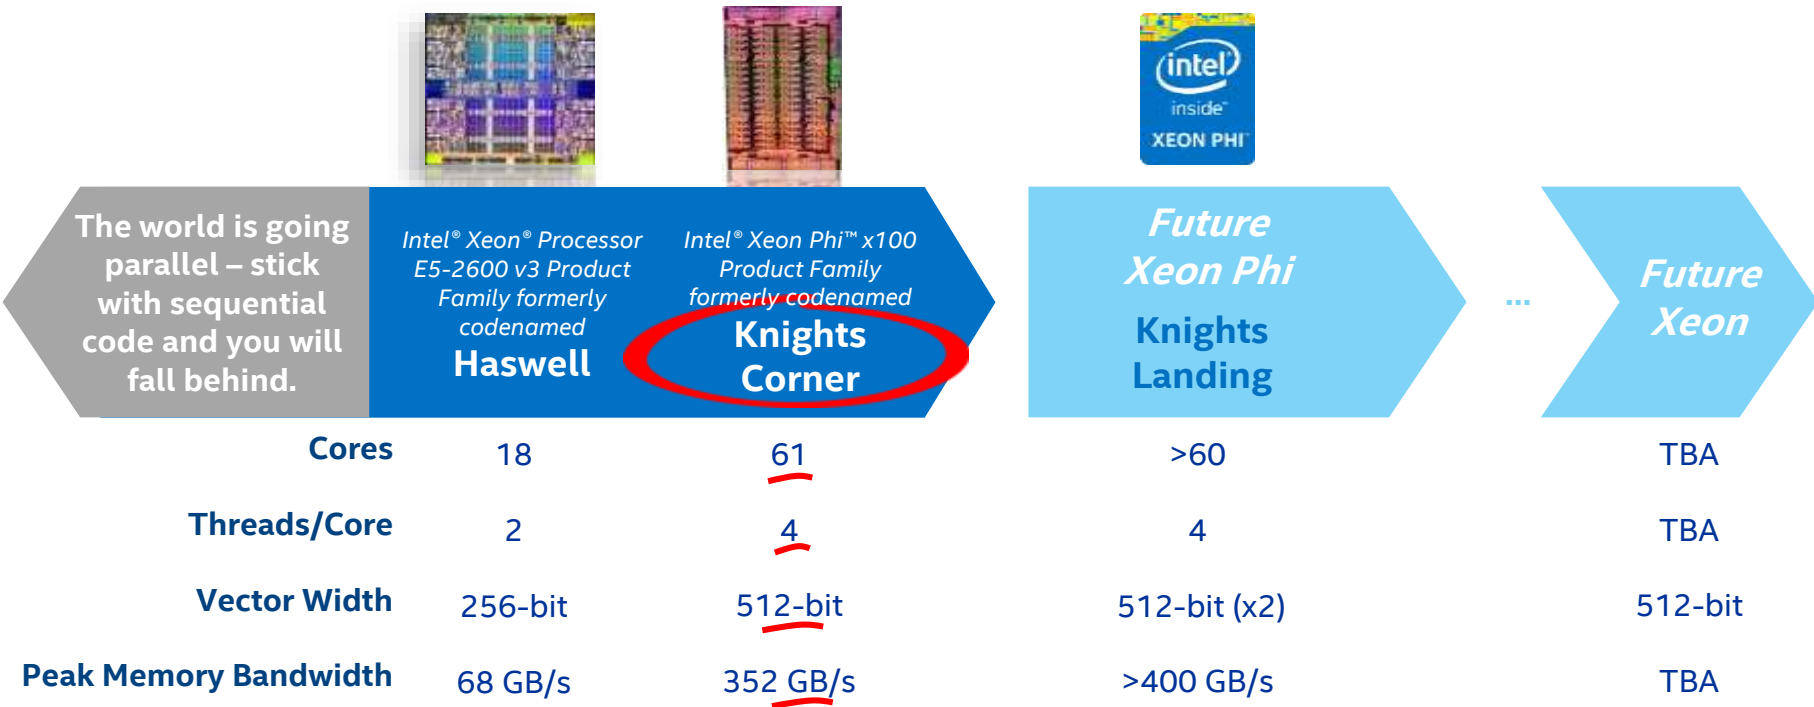 intel
inside™
XEON PHI™
The world is going
parallel – stick
with sequential
code and you will
fall behind.
Intel® Xeon® Processor
E5-2600 v3 Product
Family formerly
codenamed
Haswell
Intel® Xeon Phi™ x100
Product Family
formerly codenamed
Knights
Corner
Future
Xeon Phi
Knights
Landing
...
Future
Xeon
Cores 18 61 >60 TBA
Threads/Core 2 4 4 TBA
Vector Width 256-bit 512-bit 512-bit (x2) 512-bit
Peak Memory Bandwidth 68 GB/s 352 GB/s >400 GB/s TBA